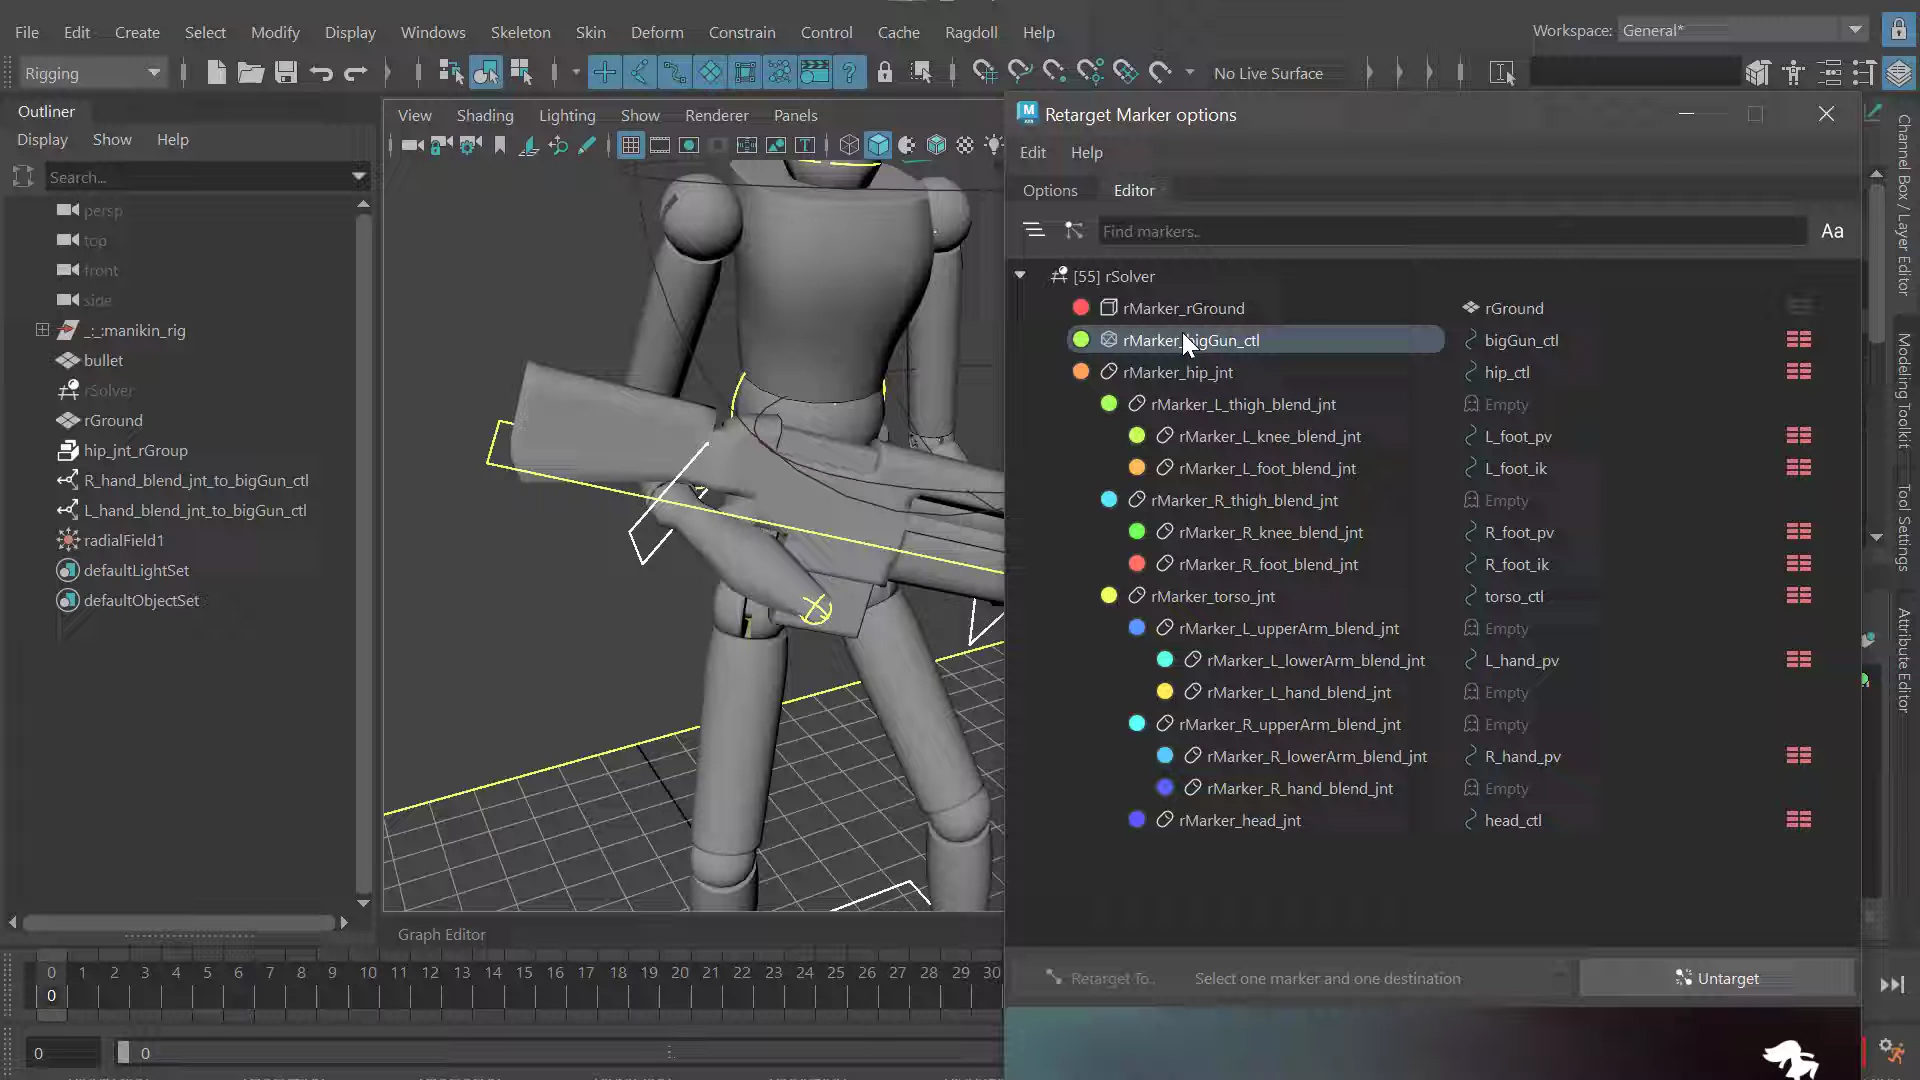 File Edit Create Select Modify Display Windows Skeleton Skin Deform Constrain Control Cache Ragdoll Help
Workspace: General*
Rigging
No Live Surface
Outliner
Display Show Help
Search...
persp
top
front
side
_:_:manikin_rig
bullet
rSolver
rGround
hip_jnt_rGroup
R_hand_blend_jnt_to_bigGun_ctl
L_hand_blend_jnt_to_bigGun_ctl
radialField1
defaultLightSet
defaultObjectSet
View Shading Lighting Show Renderer Panels
Retarget Marker options
Edit Help
Options Editor
Find markers..
Aa
[55] rSolver
rMarker_rGround rGround
rMarker_bigGun_ctl bigGun_ctl
rMarker_hip_jnt hip_ctl
rMarker_L_thigh_blend_jnt Empty
rMarker_L_knee_blend_jnt L_foot_pv
rMarker_L_foot_blend_jnt L_foot_ik
rMarker_R_thigh_blend_jnt Empty
rMarker_R_knee_blend_jnt R_foot_pv
rMarker_R_foot_blend_jnt R_foot_ik
rMarker_torso_jnt torso_ctl
rMarker_L_upperArm_blend_jnt Empty
rMarker_L_lowerArm_blend_jnt L_hand_pv
rMarker_L_hand_blend_jnt Empty
rMarker_R_upperArm_blend_jnt Empty
rMarker_R_lowerArm_blend_jnt R_hand_pv
rMarker_R_hand_blend_jnt Empty
rMarker_head_jnt head_ctl
Retarget To.. Select one marker and one destination Untarget
Channel Box / Layer Editor
Modeling Toolkit
Tool Settings
Attribute Editor
Graph Editor
0 1 2 3 4 5 6 7 8 9 10 11 12 13 14 15 16 17 18 19 20 21 22 23 24 25 26 27 28 29 30
0
0 0